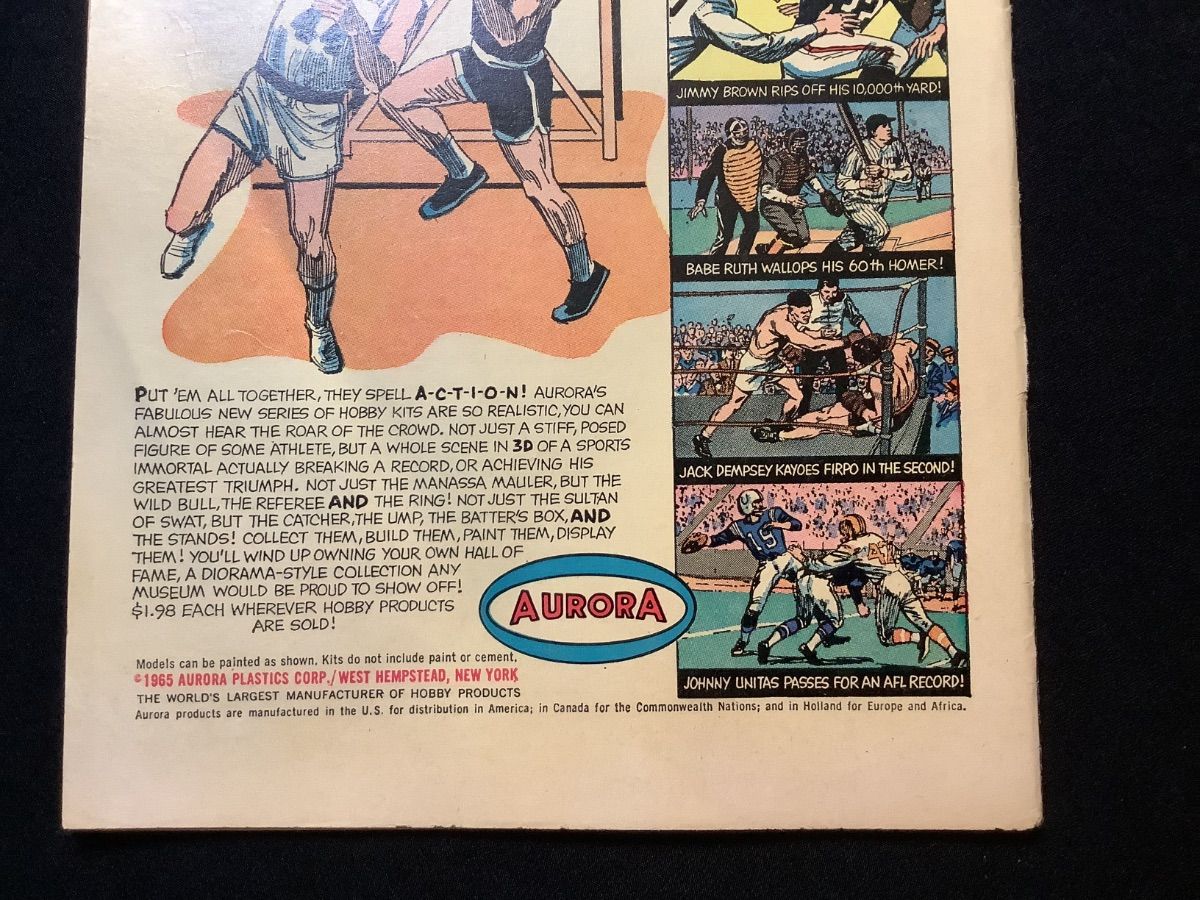 JIMMY BROWN RIPS OFF HIS 10,000th YARD!
BABE RUTH WALLOPS HIS 60th HOMER!
JACK DEMPSEY KAYOES FIRPO IN THE SECOND!
19
JOHNNY UNITAS PASSES FOR AN AFL RECORD!
PUT 'EM ALL TOGETHER, THEY SPELL A-C-T-I-O-N! AURORA'S
FABULOUS NEW SERIES OF HOBBY KITS ARE SO REALISTIC, YOU CAN
ALMOST HEAR THE ROAR OF THE CROWD. NOT JUST A STIFF, POSED
FIGURE OF SOME ATHLETE, BUT A WHOLE SCENE IN 3D OF A SPORTS
IMMORTAL ACTUALLY BREAKING A RECORD, OR ACHIEVING HIS
GREATEST TRIUMPH. NOT JUST THE MANASSA MAULER, BUT THE
WILD BULL, THE REFEREE AND THE RING! NOT JUST THE SULTAN
OF SWAT, BUT THE CATCHER, THE UMP, THE BATTER'S BOX, AND
THE STANDS! COLLECT THEM, BUILD THEM, PAINT THEM, DISPLAY
THEM! YOU'LL WIND UP OWNING YOUR OWN HALL OF
FAME, A DIORAMA-STYLE COLLECTION ANY
MUSEUM WOULD BE PROUD TO SHOW OFF!
$1.98 EACH WHEREVER HOBBY PRODUCTS
ARE SOLD!
AURORA
Models can be painted as shown. Kits do not include paint or cement.
©1965 AURORA PLASTICS CORP./WEST HEMPSTEAD, NEW YORK
THE WORLD'S LARGEST MANUFACTURER OF HOBBY PRODUCTS
Aurora products are manufactured in the U.S. for distribution in America; in Canada for the Commonwealth Nations; and in Holland for Europe and Africa.